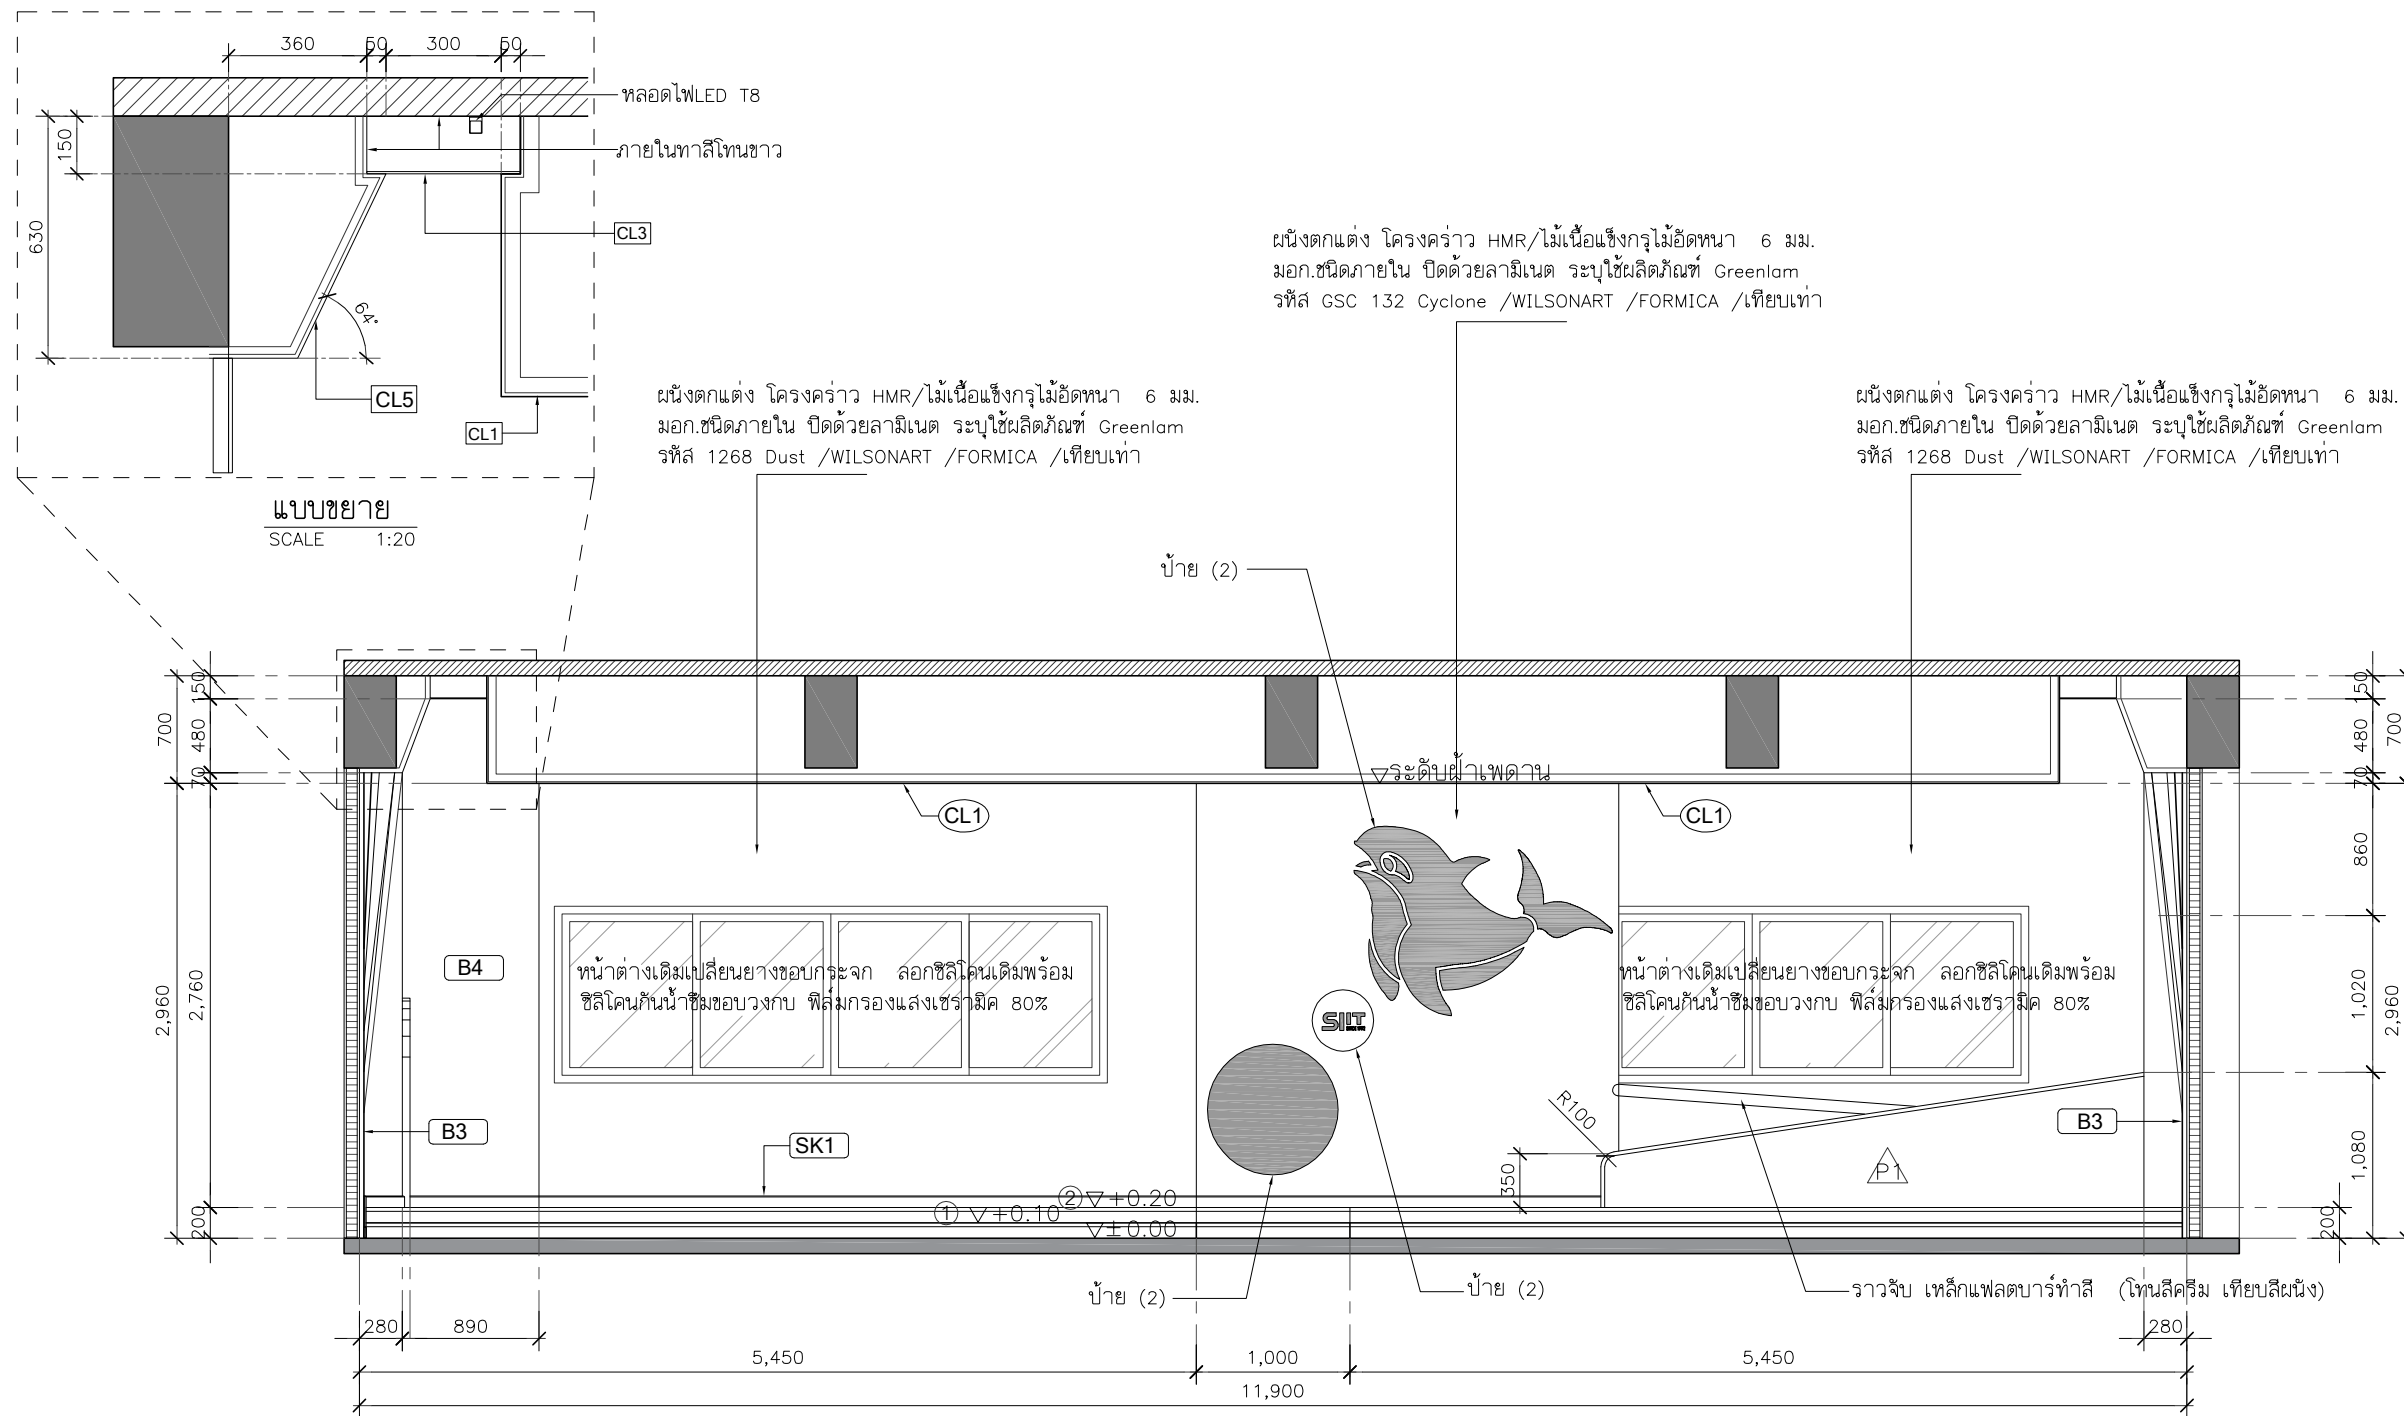 360
50
300
50
หลอดไฟLED T8
150
ภายในทาสีโทนขาว
630
CL3
64°
CL5
CL1
แบบขยาย
SCALE 1:20
ผนังตกแต่ง โครงคร่าว HMR/ไม้เนื้อแข็งกรุไม้อัดหนา 6 มม.
มอก.ชนิดภายใน ปิดด้วยลามิเนต ระบุใช้ผลิตภัณฑ์ Greenlam
รหัส GSC 132 Cyclone /WILSONART /FORMICA /เทียบเท่า
ผนังตกแต่ง โครงคร่าว HMR/ไม้เนื้อแข็งกรุไม้อัดหนา 6 มม.
มอก.ชนิดภายใน ปิดด้วยลามิเนต ระบุใช้ผลิตภัณฑ์ Greenlam
รหัส 1268 Dust /WILSONART /FORMICA /เทียบเท่า
ผนังตกแต่ง โครงคร่าว HMR/ไม้เนื้อแข็งกรุไม้อัดหนา 6 มม.
มอก.ชนิดภายใน ปิดด้วยลามิเนต ระบุใช้ผลิตภัณฑ์ Greenlam
รหัส 1268 Dust /WILSONART /FORMICA /เทียบเท่า
ป้าย (2)
150
700
480
70
2,960
2,760
200
ระดับฝ้าเพดาน
CL1
CL1
B4
หน้าต่างเดิมเปลี่ยนยางขอบกระจก ลอกซิลิโคนเดิมพร้อม
ซิลิโคนกันน้ำซึมขอบวงกบ ฟิล์มกรองแสงเซรามิค 80%
หน้าต่างเดิมเปลี่ยนยางขอบกระจก ลอกซิลิโคนเดิมพร้อม
ซิลิโคนกันน้ำซึมขอบวงกบ ฟิล์มกรองแสงเซรามิค 80%
SIIT
B3
SK1
R100
350
P1
B3
150
480
700
70
860
1,020
2,960
1,080
200
② +0.20
① +0.10
±0.00
ป้าย (2)
ป้าย (2)
ราวจับ เหล็กแฟลตบาร์ทำสี (โทนสีครีม เทียบสีผนัง)
280
890
280
5,450
1,000
5,450
11,900